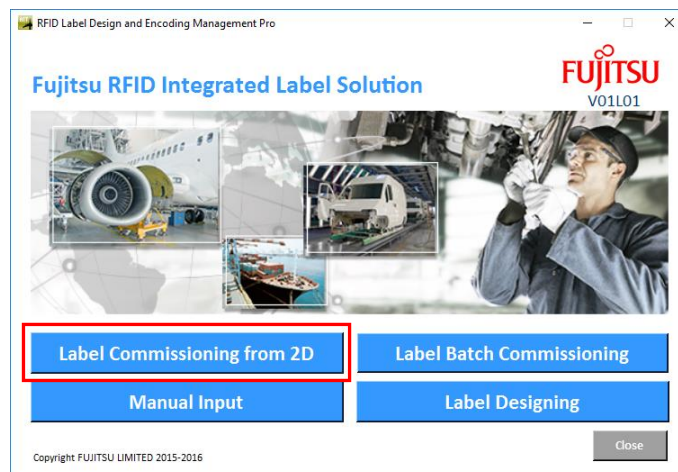 RFID Label Design and Encoding Management Pro
Fujitsu RFID Integrated Label Solution
FUJITSU
V01L01
Label Commissioning from 2D
Label Batch Commissioning
Manual Input
Label Designing
Close
Copyright FUJITSU LIMITED 2015-2016